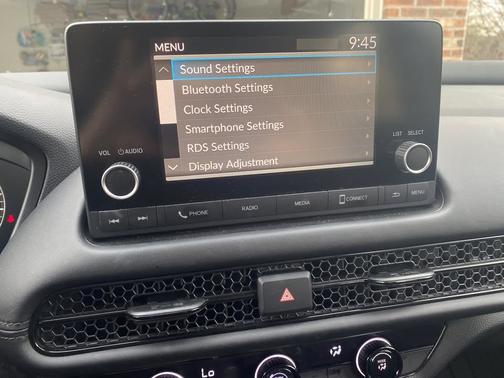 MENU 9:45
Sound Settings
Bluetooth Settings
Clock Settings
Smartphone Settings
RDS Settings
Display Adjustment
VOL AUDIO
LIST SELECT
PHONE RADIO MEDIA CONNECT MENU
Lo